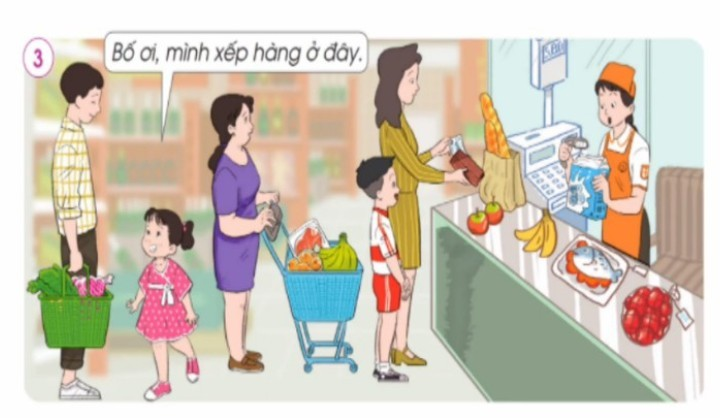 3
Bố ơi, mình xếp hàng ở đây.